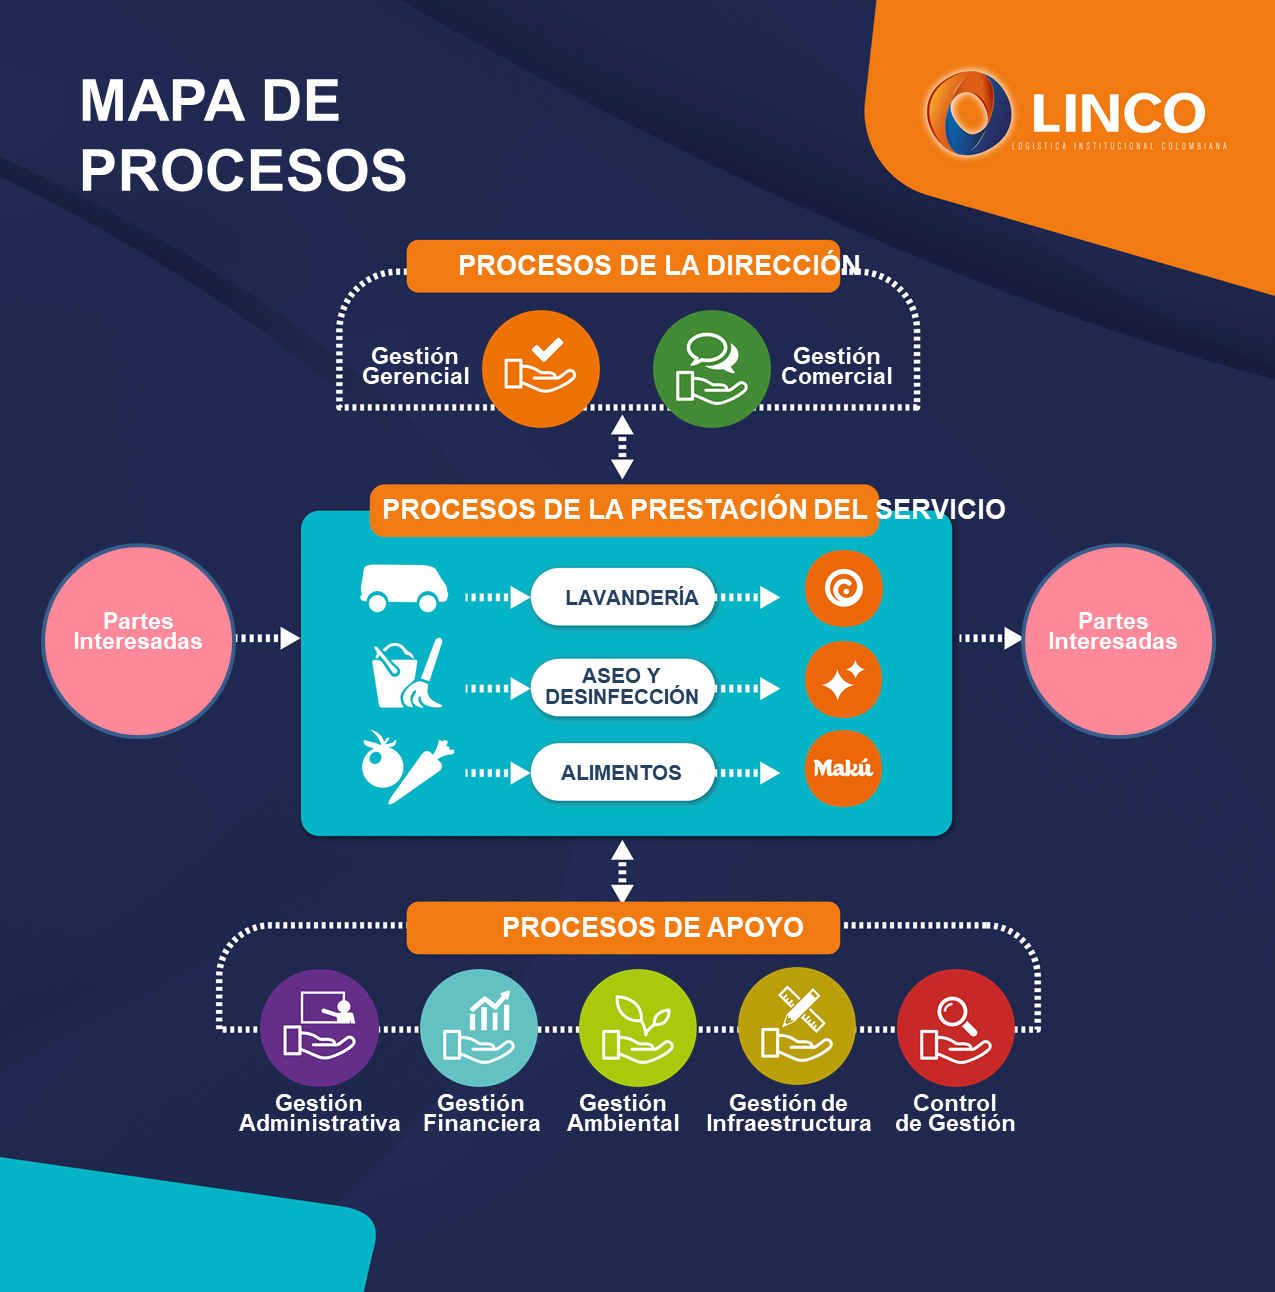 MAPA DE
PROCESOS
LINCO
LOGISTICA INSTITUCIONAL COLOMBIANA
PROCESOS DE LA DIRECCIÓN
Gestión
Gerencial
Gestión
Comercial
PROCESOS DE LA PRESTACIÓN DEL SERVICIO
Partes
Interesadas
LAVANDERÍA
ASEO Y
DESINFECCIÓN
ALIMENTOS
Makú
Partes
Interesadas
PROCESOS DE APOYO
Gestión
Administrativa
Gestión
Financiera
Gestión
Ambiental
Gestión de
Infraestructura
Control
de Gestión